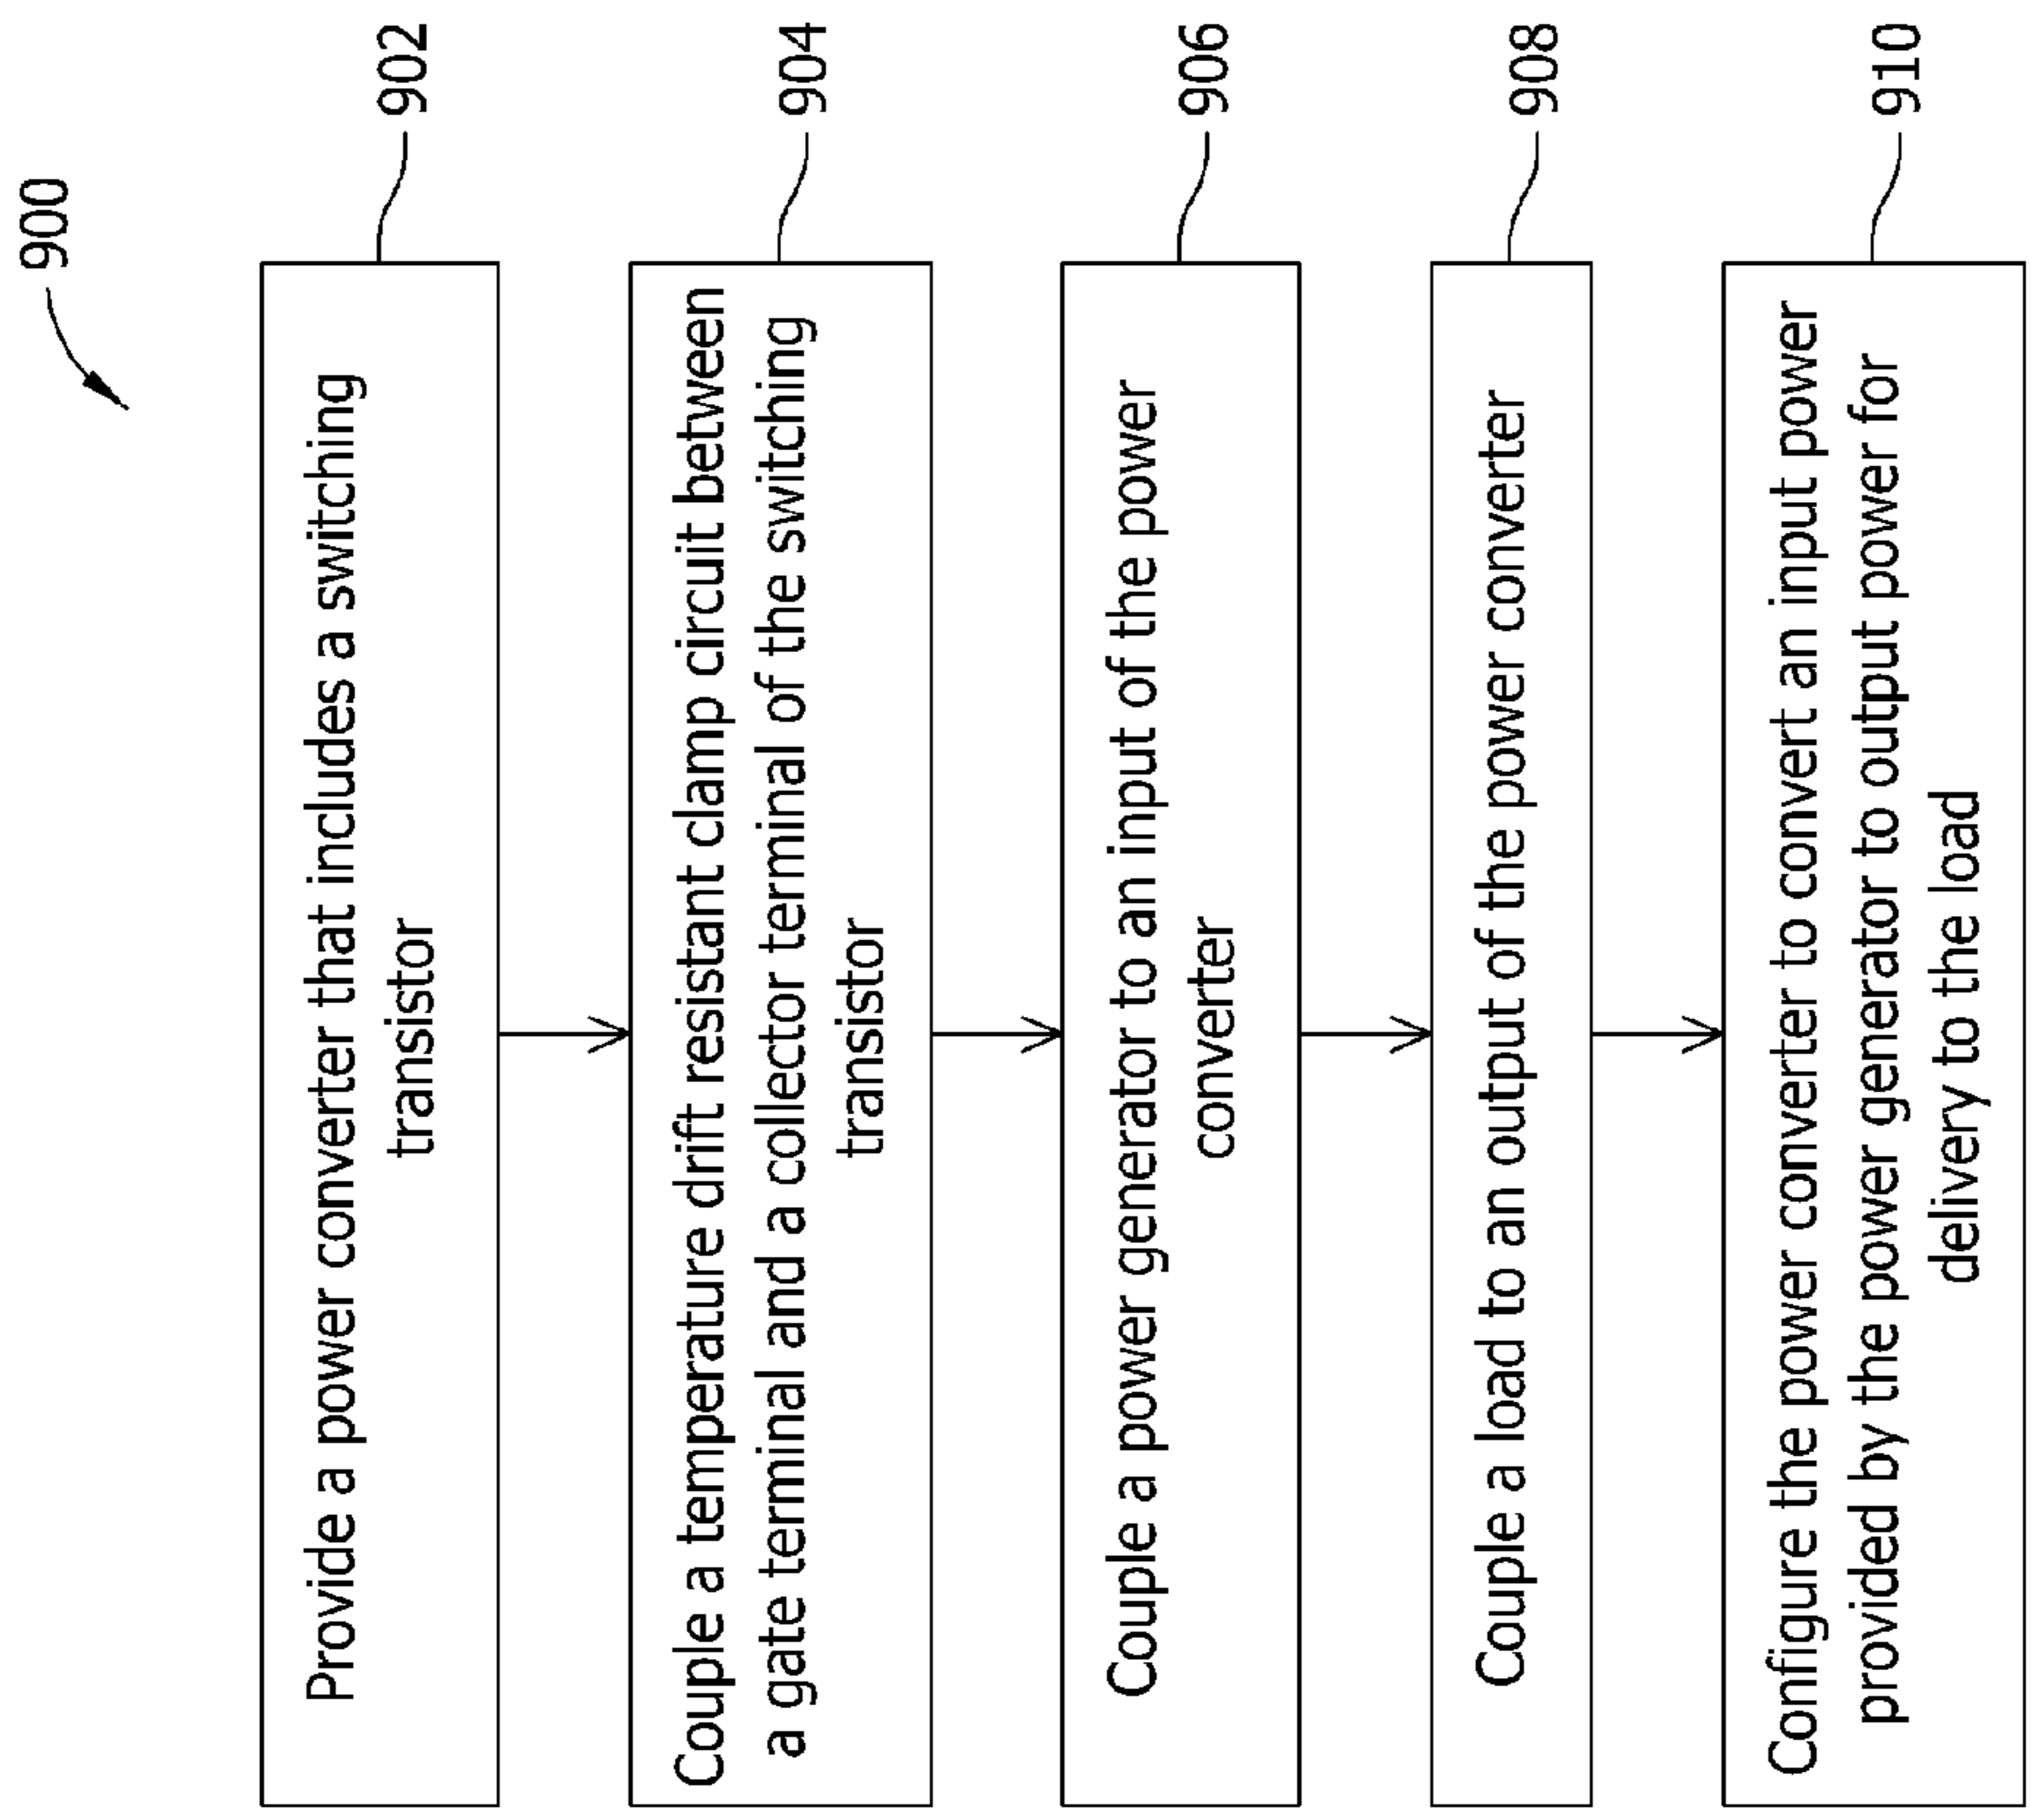 900
Provide a power converter that includes a switching
transistor
902
Couple a temperature drift resistant clamp circuit between
a gate terminal and a collector terminal of the switching
transistor
904
Couple a power generator to an input of the power
converter
906
Couple a load to an output of the power converter
908
Configure the power converter to convert an input power
provided by the power generator to output power for
delivery to the load
910